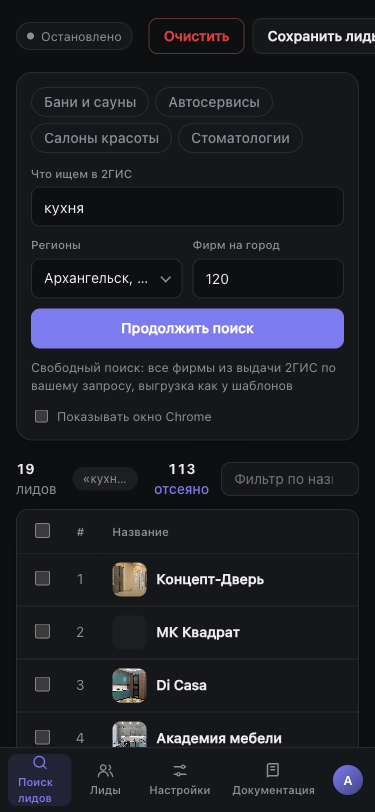 Остановлено
Очистить
Сохранить лиды
Бани и сауны
Автосервисы
Салоны красоты
Стоматологии
Что ищем в 2ГИС
кухня
Регионы
Фирм на город
Архангельск, ...
120
Продолжить поиск
Свободный поиск: все фирмы из выдачи 2ГИС по
вашему запросу, выгрузка как у шаблонов
Показывать окно Chrome
19
лидов
«кухн...
113
отсеяно
Фильтр по наз
#
Название
1
Концепт-Дверь
2
МК Квадрат
3
Di Casa
4
Академия мебели
Поиск
лидов
Лиды
Настройки
Документация
A